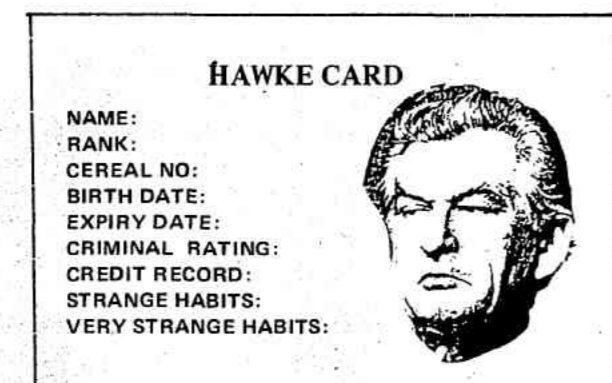 HAWKE CARD
NAME:
RANK:
CEREAL NO:
BIRTH DATE:
EXPIRY DATE:
CRIMINAL RATING:
CREDIT RECORD:
STRANGE HABITS:
VERY STRANGE HABITS: